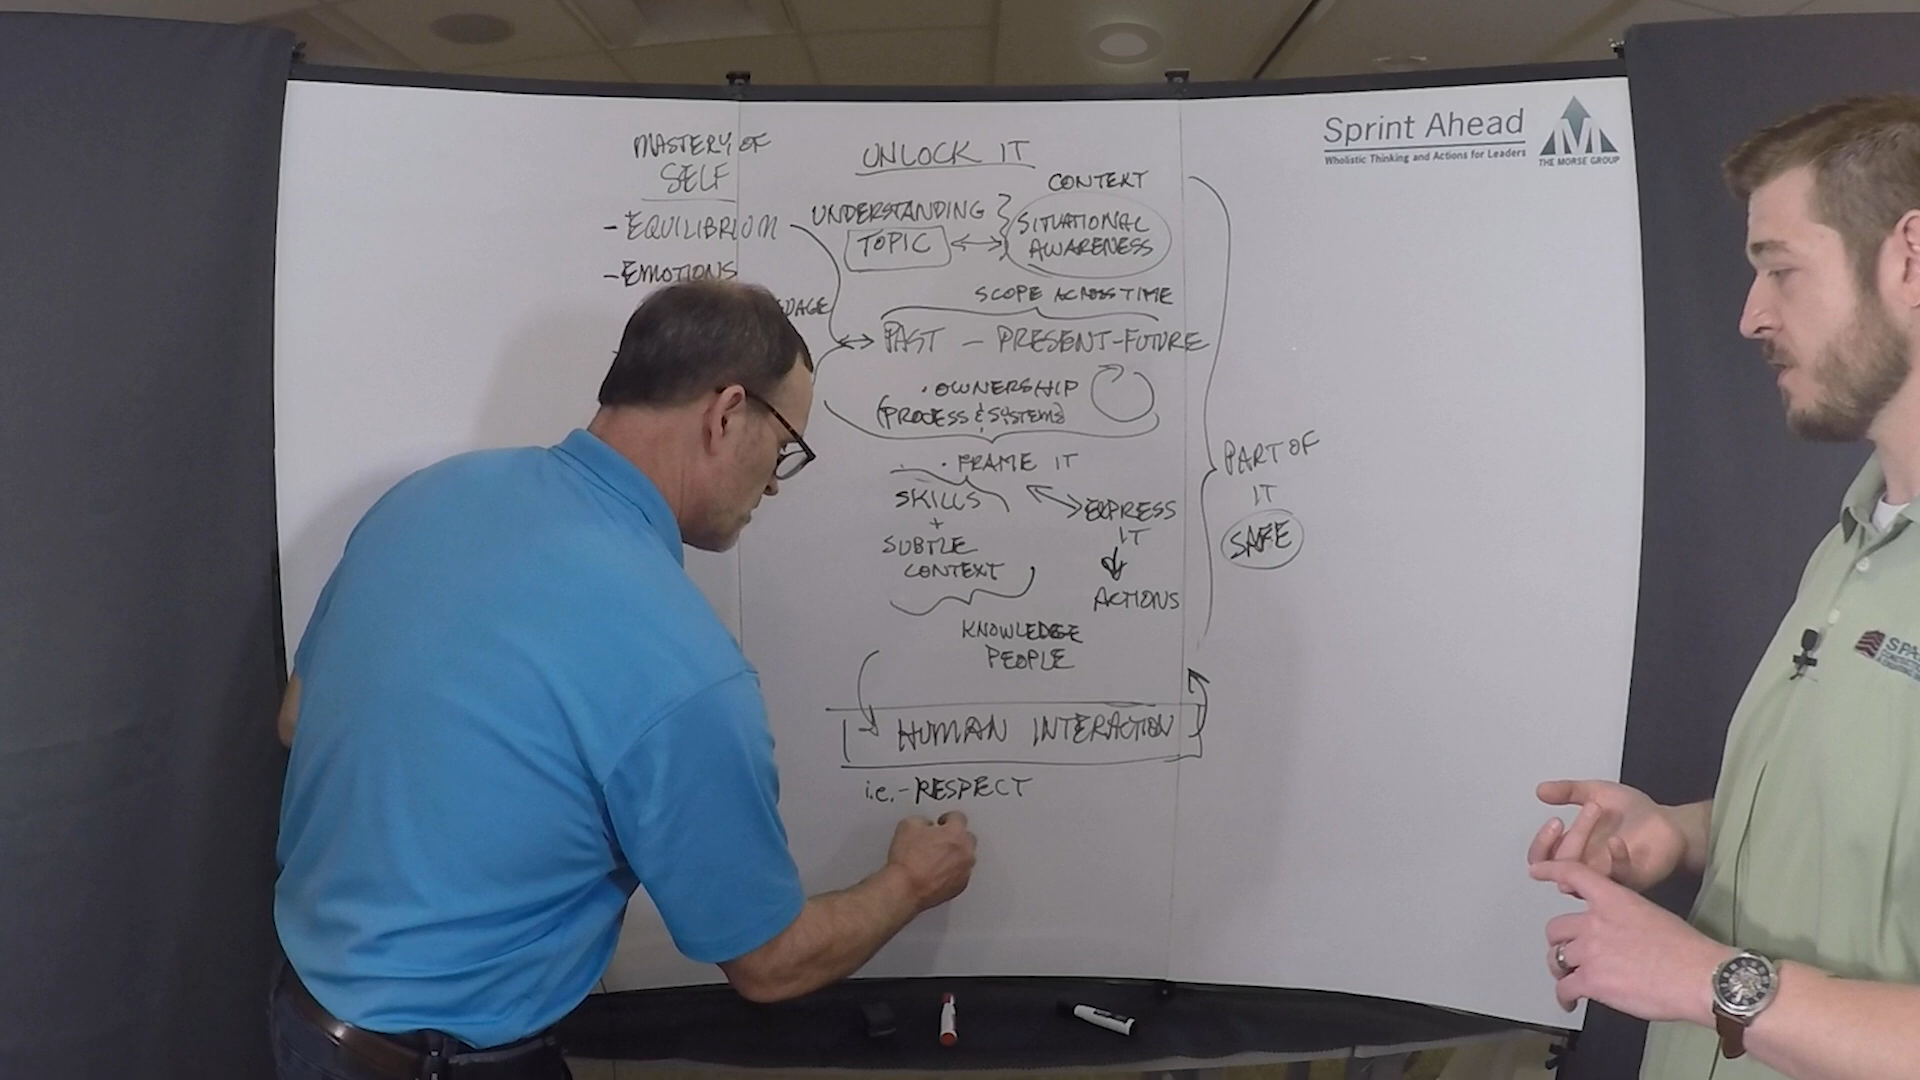 MASTERY OF
SELF
- EQUILIBRIUM
- EMOTIONS
UNLOCK IT
CONTEXT
UNDERSTANDING
TOPIC
SITUATIONAL
AWARENESS
SCOPE ACROSS TIME
PAST - PRESENT-FUTURE
• OWNERSHIP
(PROCESS & SYSTEMS)
• FRAME IT
SKILLS
+
SUBTLE
CONTEXT
EXPRESS
IT
ACTIONS
KNOWLEDGE
PEOPLE
HUMAN INTERACTION
i.e. - RESPECT
PART OF
IT
SAFE
Sprint Ahead
Wholistic Thinking and Actions for Leaders
M
THE MORSE GROUP